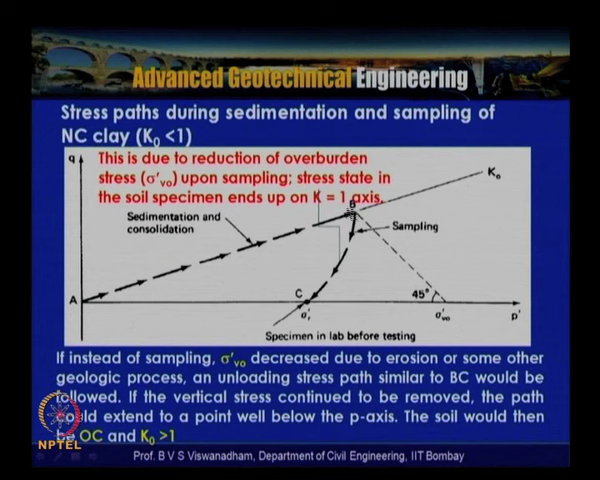 Advanced Geotechnical Engineering
Stress paths during sedimentation and sampling of
NC clay (K₀ <1)
q
This is due to reduction of overburden
stress (σ′vo) upon sampling; stress state in
the soil specimen ends up on K = 1 axis.
K₀
Sedimentation and
consolidation
B
Sampling
A
C
45°
σ′r
σ′vo
p'
Specimen in lab before testing
If instead of sampling, σ′vo decreased due to erosion or some other
geologic process, an unloading stress path similar to BC would be
followed. If the vertical stress continued to be removed, the path
could extend to a point well below the p-axis. The soil would then
be OC and K₀ >1
NPTEL
Prof. B V S Viswanadham, Department of Civil Engineering, IIT Bombay